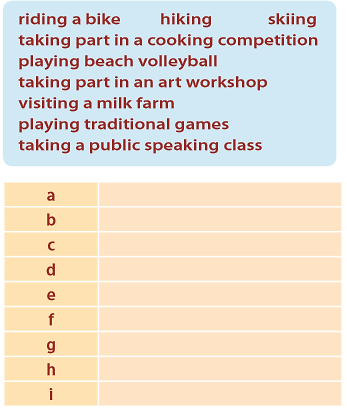 riding a bike hiking skiing
taking part in a cooking competition
playing beach volleyball
taking part in an art workshop
visiting a milk farm
playing traditional games
taking a public speaking class
a
b
c
d
e
f
g
h
i